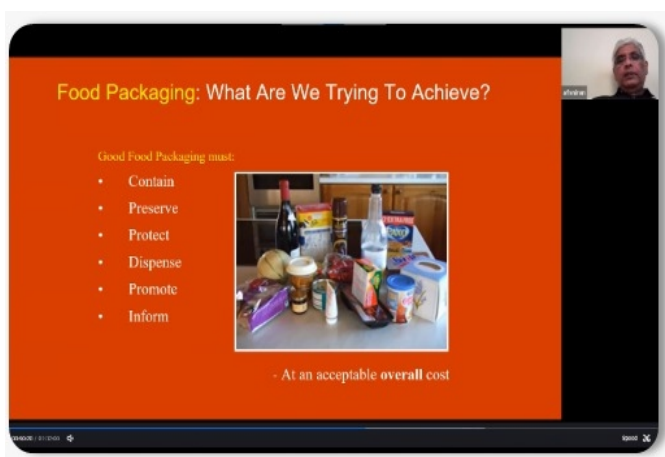 Food Packaging: What Are We Trying To Achieve?
Good Food Packaging must:
• Contain
• Preserve
• Protect
• Dispense
• Promote
• Inform
- At an acceptable overall cost
Speed